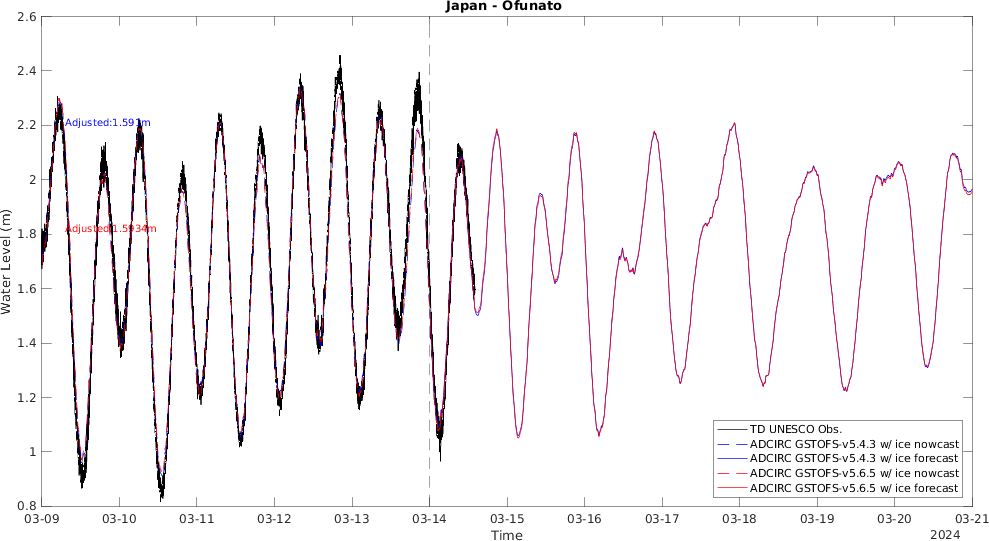 Japan - Ofunato
2.6
2.4
2.2
2
1.8
1.6
1.4
1.2
1
0.8
Water Level (m)
Adjusted:1.591m
Adjusted:1.5934m
TD UNESCO Obs.
ADCIRC GSTOFS-v5.4.3 w/ ice nowcast
ADCIRC GSTOFS-v5.4.3 w/ ice forecast
ADCIRC GSTOFS-v5.6.5 w/ ice nowcast
ADCIRC GSTOFS-v5.6.5 w/ ice forecast
03-09 03-10 03-11 03-12 03-13 03-14 03-15 03-16 03-17 03-18 03-19 03-20 03-21
Time
2024